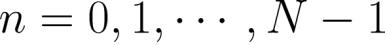 n = 0, 1, ··· , N − 1